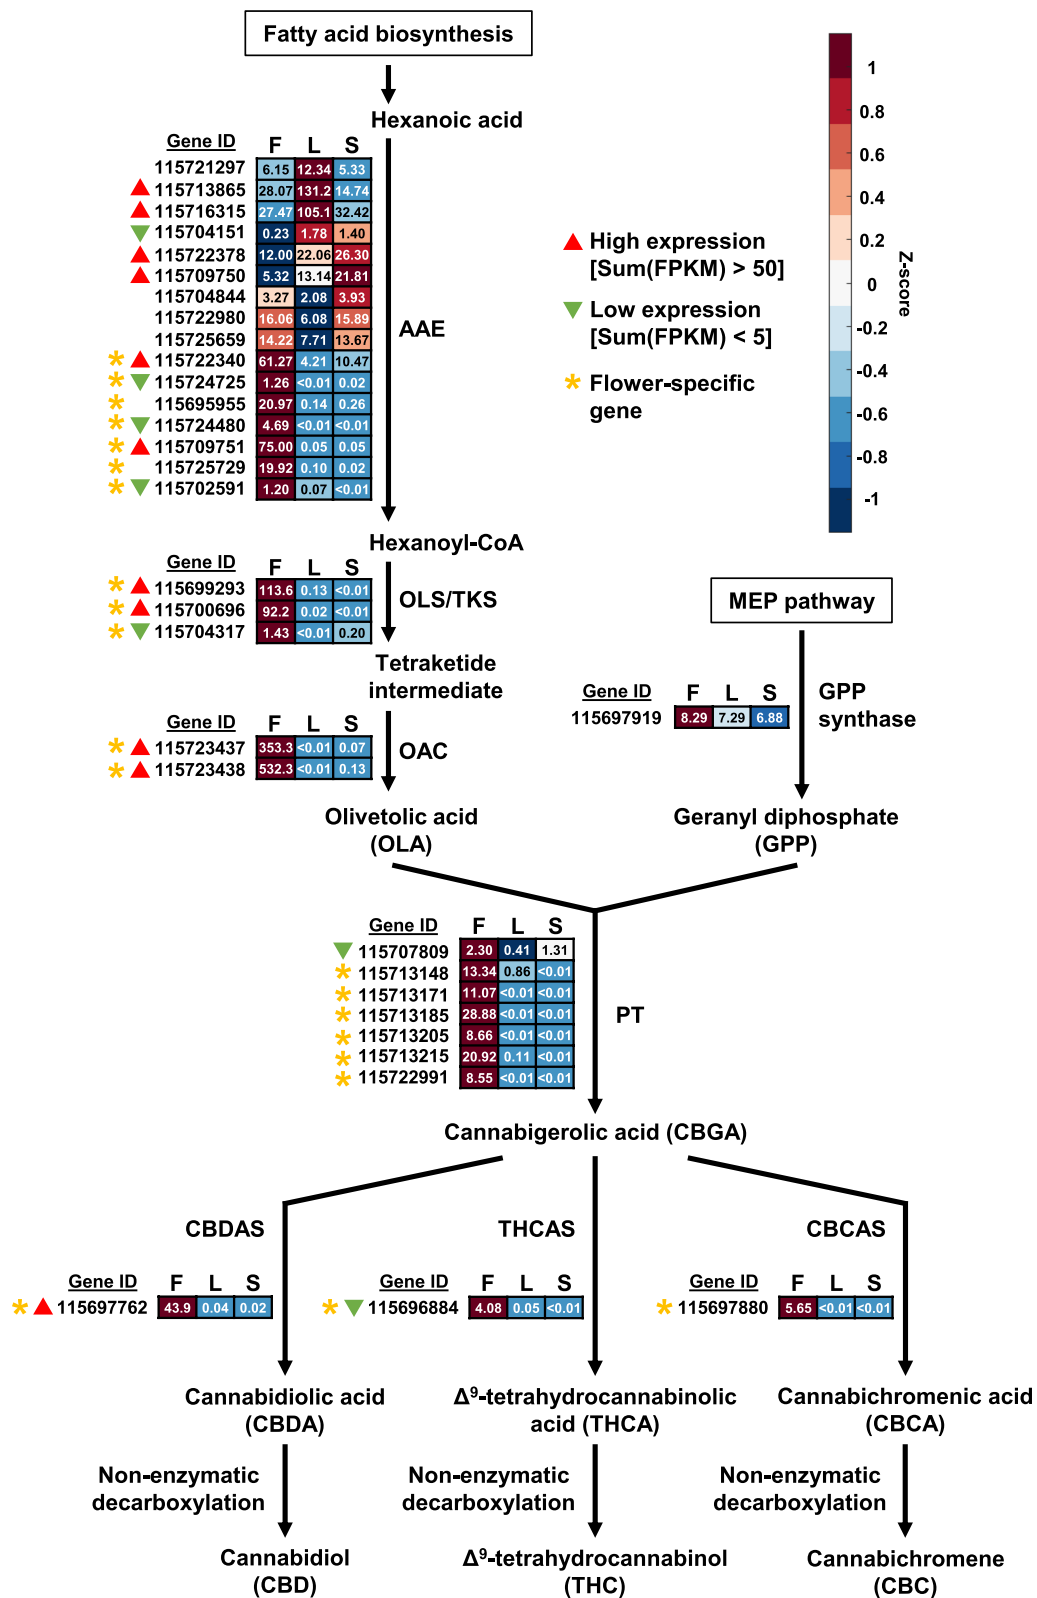 Fatty acid biosynthesis
Hexanoic acid
Gene ID F L S
115721297 6.15 12.34 5.33
115713865 28.07 131.2 14.74
115716315 27.47 105.1 32.42
115704151 0.23 1.78 1.40
115722378 12.00 22.06 26.30
115709750 5.32 13.14 21.81
115704844 3.27 2.08 3.93
115722980 16.06 6.08 15.89
115725659 14.22 7.71 13.67
115722340 61.27 4.21 10.47
115724725 1.26 <0.01 0.02
115695955 20.97 0.14 0.26
115724480 4.69 <0.01 <0.01
115709751 75.00 0.05 0.05
115725729 19.92 0.10 0.02
115702591 1.20 0.07 <0.01
AAE
High expression
[Sum(FPKM) > 50]
Low expression
[Sum(FPKM) < 5]
Flower-specific
gene
1
0.8
0.6
0.4
0.2
0
-0.2
-0.4
-0.6
-0.8
-1
Z-score
Hexanoyl-CoA
Gene ID F L S
115699293 113.6 0.13 <0.01
115700696 92.2 0.02 <0.01
115704317 1.43 <0.01 0.20
OLS/TKS
Tetraketide
intermediate
Gene ID F L S
115723437 353.3 <0.01 0.07
115723438 532.3 <0.01 0.13
OAC
Olivetolic acid
(OLA)
MEP pathway
Gene ID F L S
115697919 8.29 7.29 6.88
GPP
synthase
Geranyl diphosphate
(GPP)
Gene ID F L S
115707809 2.30 0.41 1.31
115713148 13.34 0.86 <0.01
115713171 11.07 <0.01 <0.01
115713185 28.88 <0.01 <0.01
115713205 8.66 <0.01 <0.01
115713215 20.92 0.11 <0.01
115722991 8.55 <0.01 <0.01
PT
Cannabigerolic acid (CBGA)
CBDAS
Gene ID F L S
115697762 43.9 0.04 0.02
Cannabidiolic acid
(CBDA)
Non-enzymatic
decarboxylation
Cannabidiol
(CBD)
THCAS
Gene ID F L S
115696884 4.08 0.05 <0.01
Δ⁹-tetrahydrocannabinolic
acid (THCA)
Non-enzymatic
decarboxylation
Δ⁹-tetrahydrocannabinol
(THC)
CBCAS
Gene ID F L S
115697880 5.65 <0.01 <0.01
Cannabichromenic acid
(CBCA)
Non-enzymatic
decarboxylation
Cannabichromene
(CBC)